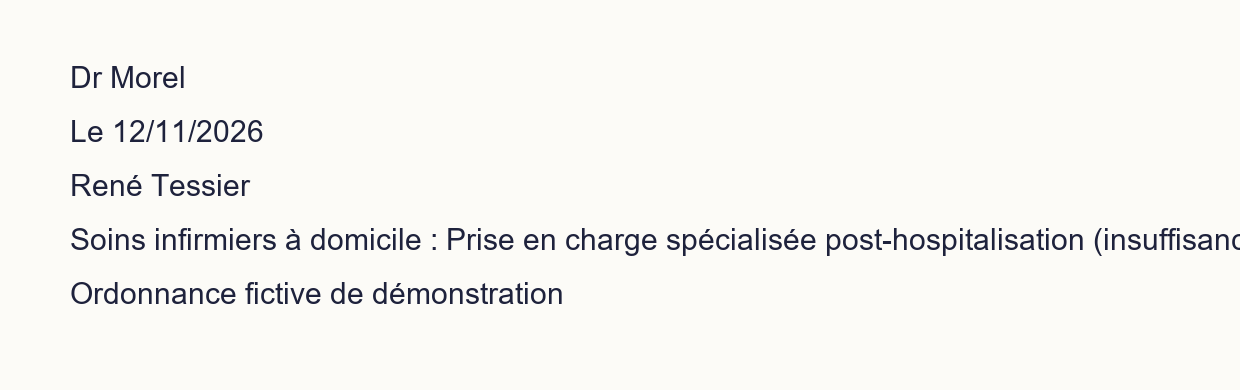 Dr Morel
Le 12/11/2026
René Tessier
Soins infirmiers à domicile : Prise en charge spécialisée post-hospitalisation
Ordonnance fictive de démonstration